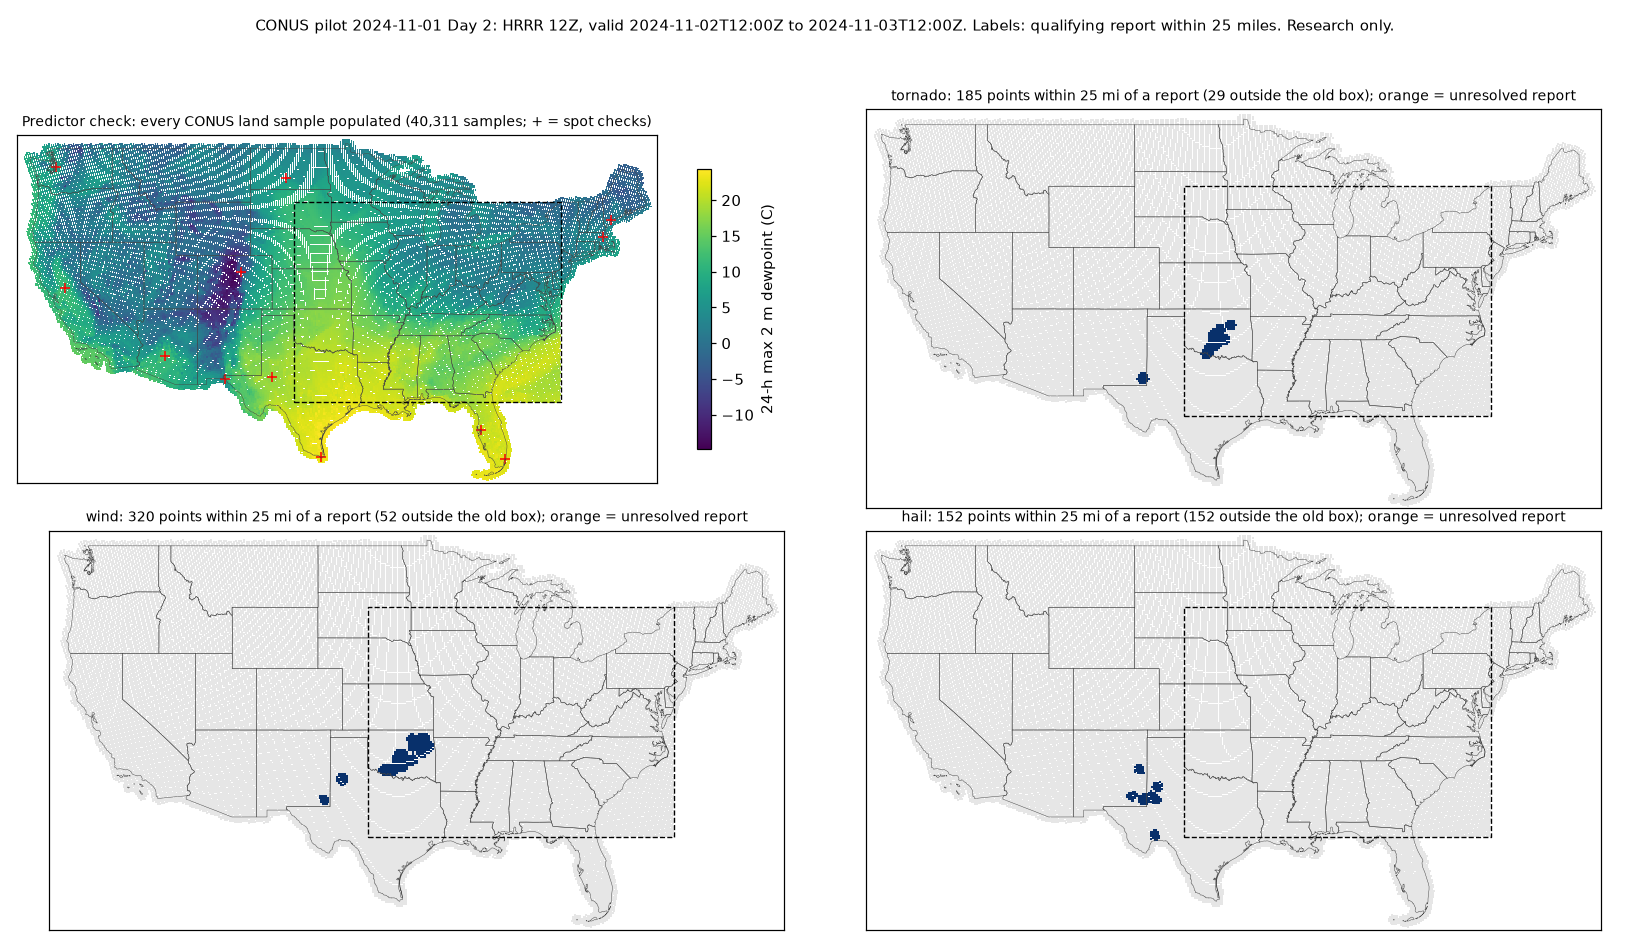 CONUS pilot 2024-11-01 Day 2: HRRR 12Z, valid 2024-11-02T12:00Z to 2024-11-03T12:00Z. Labels: qualifying report within 25 miles. Research only.
Predictor check: every CONUS land sample populated (40,311 samples; + = spot checks)
20
15
10
5
0
−5
−10
24-h max 2 m dewpoint (C)
tornado: 185 points within 25 mi of a report (29 outside the old box); orange = unresolved report
wind: 320 points within 25 mi of a report (52 outside the old box); orange = unresolved report
hail: 152 points within 25 mi of a report (152 outside the old box); orange = unresolved report